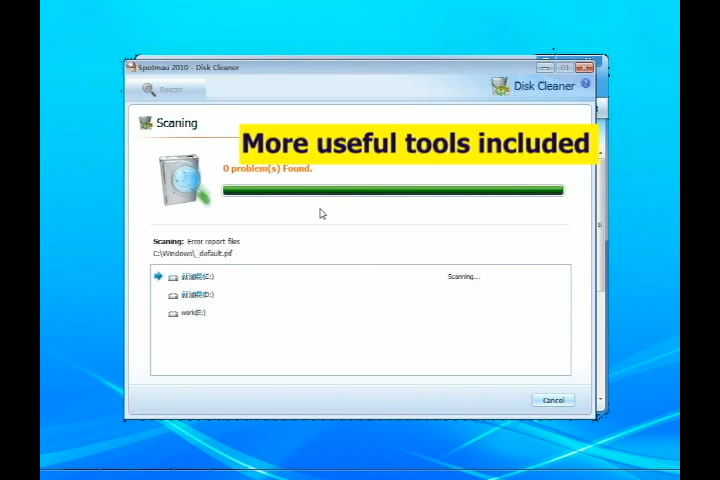 Spotmau 2010 - Disk Cleaner
Rescan
Disk Cleaner
Scaning
More useful tools included
0 problem(s) Found.
Scaning: Error report files
C:\Windows\_default.pif
(C:) Scanning...
(D:)
work(E:)
Cancel